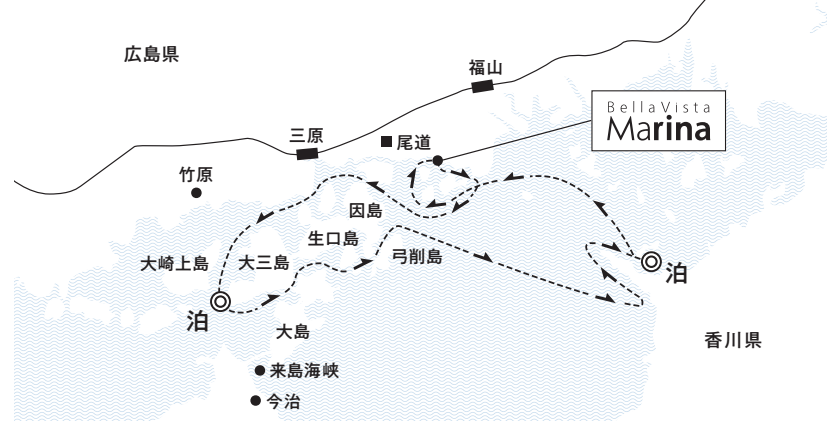 広島県
福山
BellaVista
Marina
三原
尾道
竹原
因島
生口島
大崎上島
大三島
弓削島
泊
泊
大島
香川県
来島海峡
今治